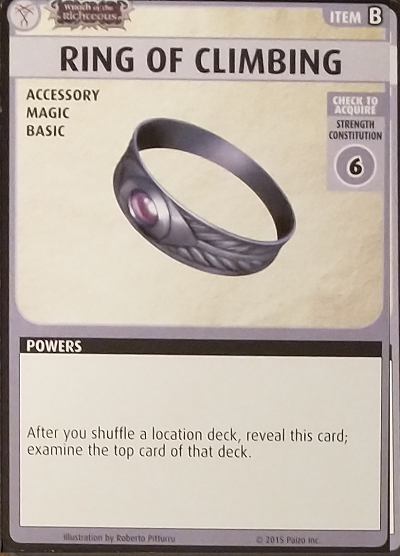 Wrath of the
Righteous
ITEM B
RING OF CLIMBING
ACCESSORY
MAGIC
BASIC
CHECK TO
ACQUIRE
STRENGTH
CONSTITUTION
6
POWERS
After you shuffle a location deck, reveal this card;
examine the top card of that deck.
Illustration by Roberto Pitturru
© 2015 Paizo Inc.